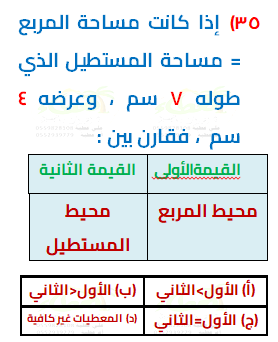 ٣٥) إذا كانت مساحة المربع
= مساحة المستطيل الذي
طوله ٧ سم ، وعرضه ٤
سم ، فقارن بين :
القيمةالأولى القيمة الثانية
محيط المربع محيط
المستطيل
(أ) الأول>الثاني (ب) الأول<الثاني
(ج) الأول=الثاني (د) المعطيات غير كافية